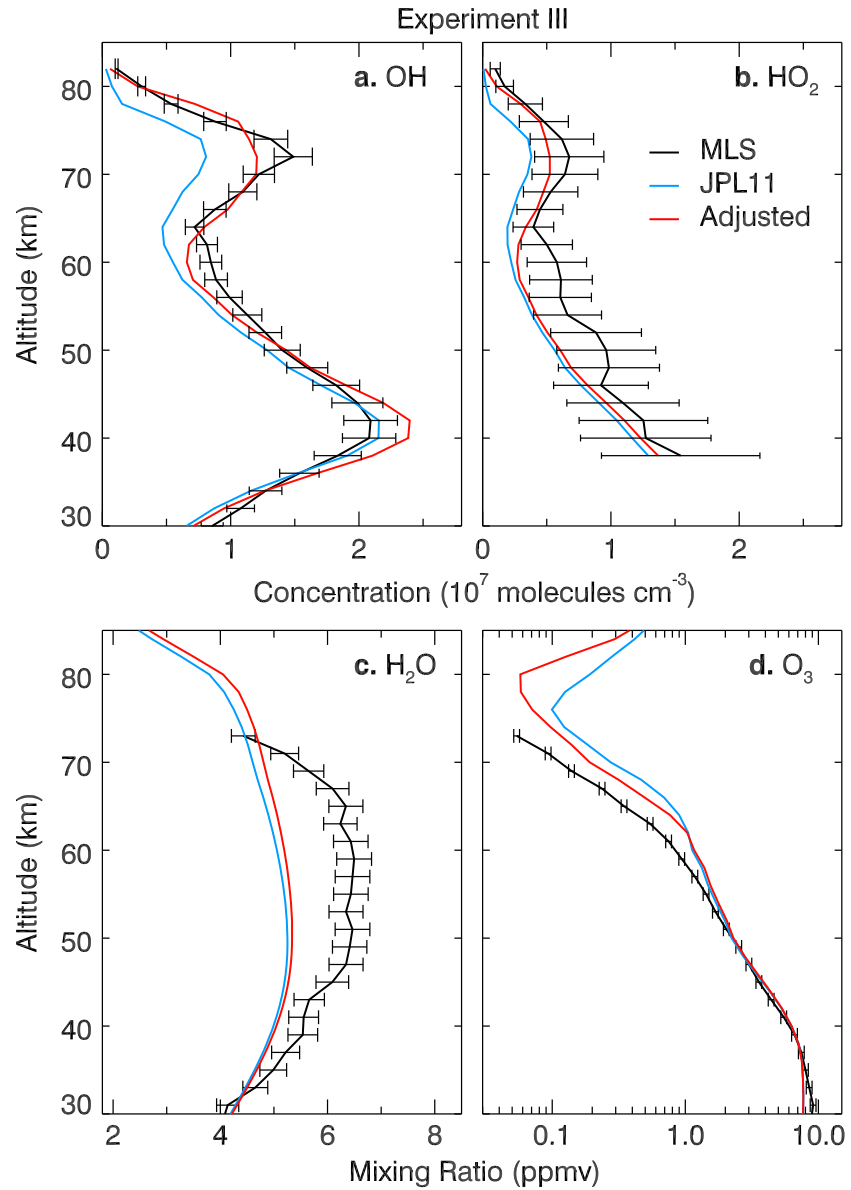 Experiment III
a. OH
b. HO₂
MLS
JPL11
Adjusted
Altitude (km)
80
70
60
50
40
30
0 1 2
0 1 2
Concentration (10⁷ molecules cm⁻³)
c. H₂O
d. O₃
Altitude (km)
80
70
60
50
40
30
2 4 6 8
0.1 1.0 10.0
Mixing Ratio (ppmv)